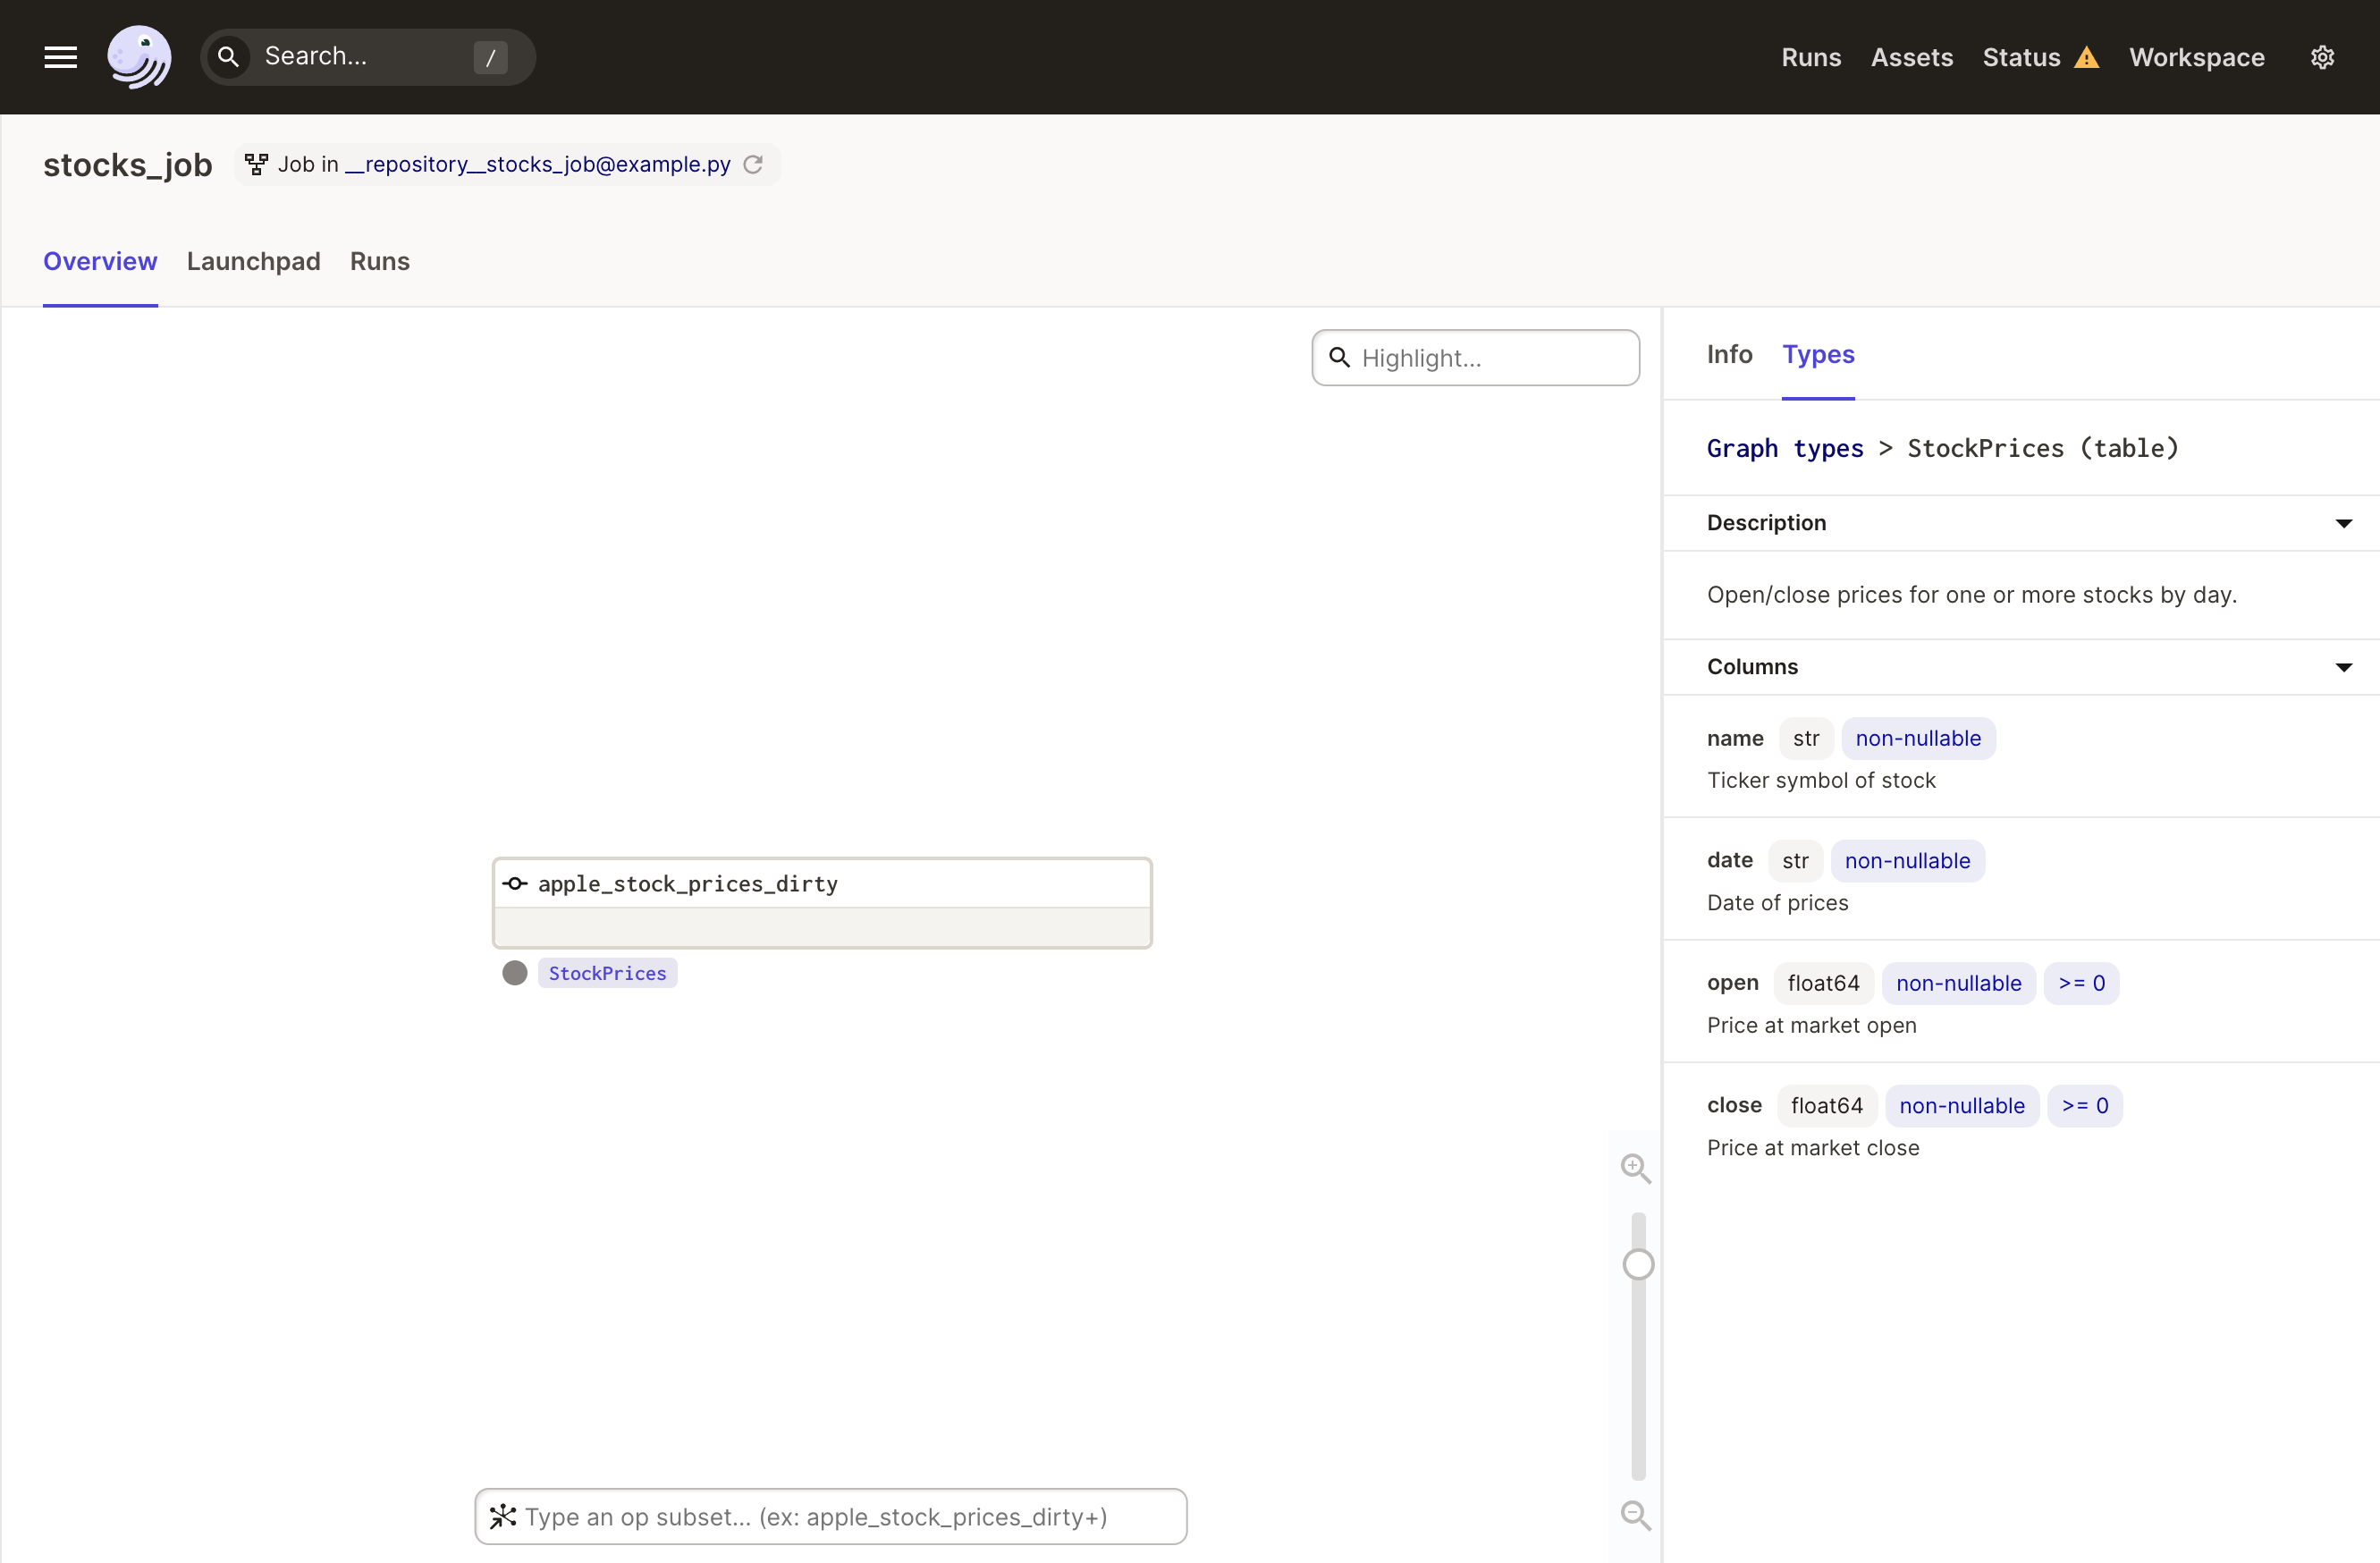 Search... /
Runs Assets Status Workspace
stocks_job Job in __repository__stocks_job@example.py
Overview Launchpad Runs
Highlight...
apple_stock_prices_dirty
StockPrices
Type an op subset... (ex: apple_stock_prices_dirty+)
Info Types
Graph types > StockPrices (table)
Description
Open/close prices for one or more stocks by day.
Columns
name str non-nullable
Ticker symbol of stock
date str non-nullable
Date of prices
open float64 non-nullable >= 0
Price at market open
close float64 non-nullable >= 0
Price at market close